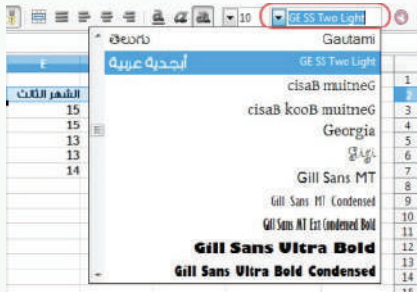 10 GE SS Two Light
తెలుగు Gautami
أبجدية عربية GE SS Two Light
cisaB muitneG
cisaB kooB muitneG
Georgia
Gigi
Gill Sans MT
Gill Sans MT Condensed
Gill Sans MT Ext Condensed Bold
Gill Sans Ultra Bold
Gill Sans Ultra Bold Condensed
E
الشهر الثالث
15
15
13
13
14
1
2
3
4
5
6
7
8
9
10
11
12
13
14